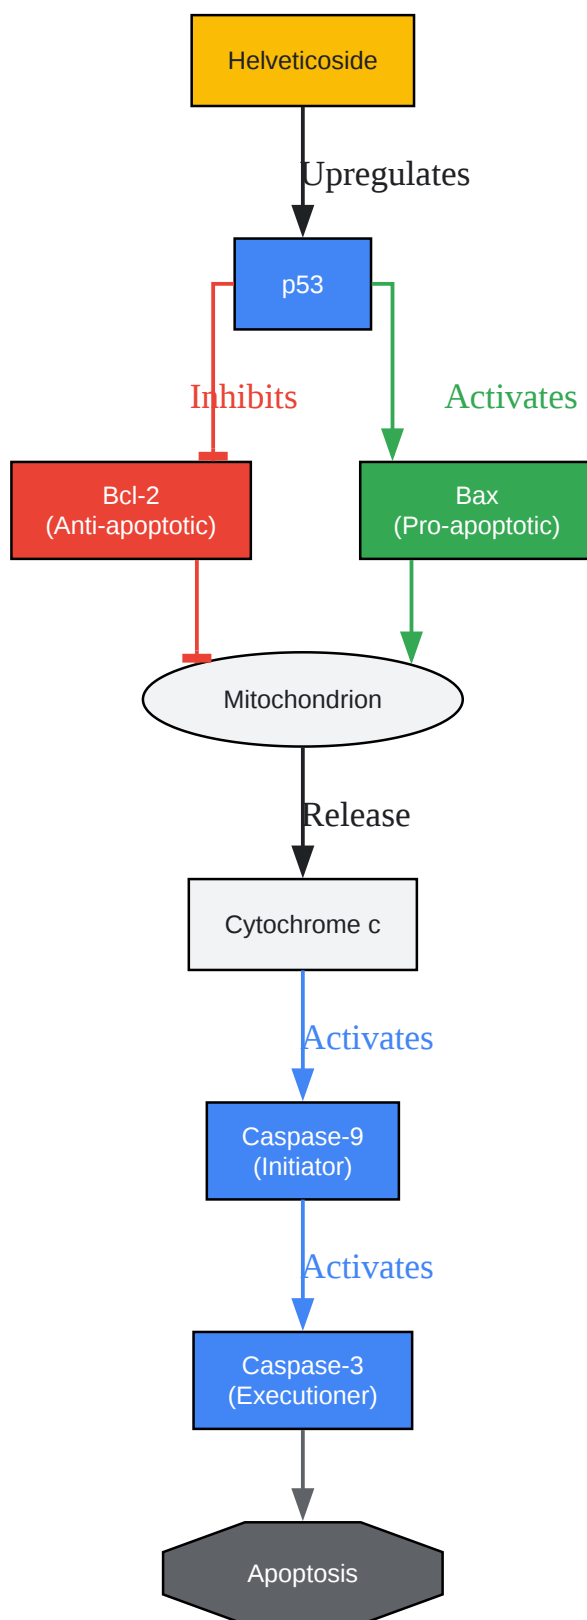 Helveticoside
Upregulates
p53
Inhibits
Activates
Bcl-2
(Anti-apoptotic)
Bax
(Pro-apoptotic)
Mitochondrion
Release
Cytochrome c
Activates
Caspase-9
(Initiator)
Activates
Caspase-3
(Executioner)
Apoptosis